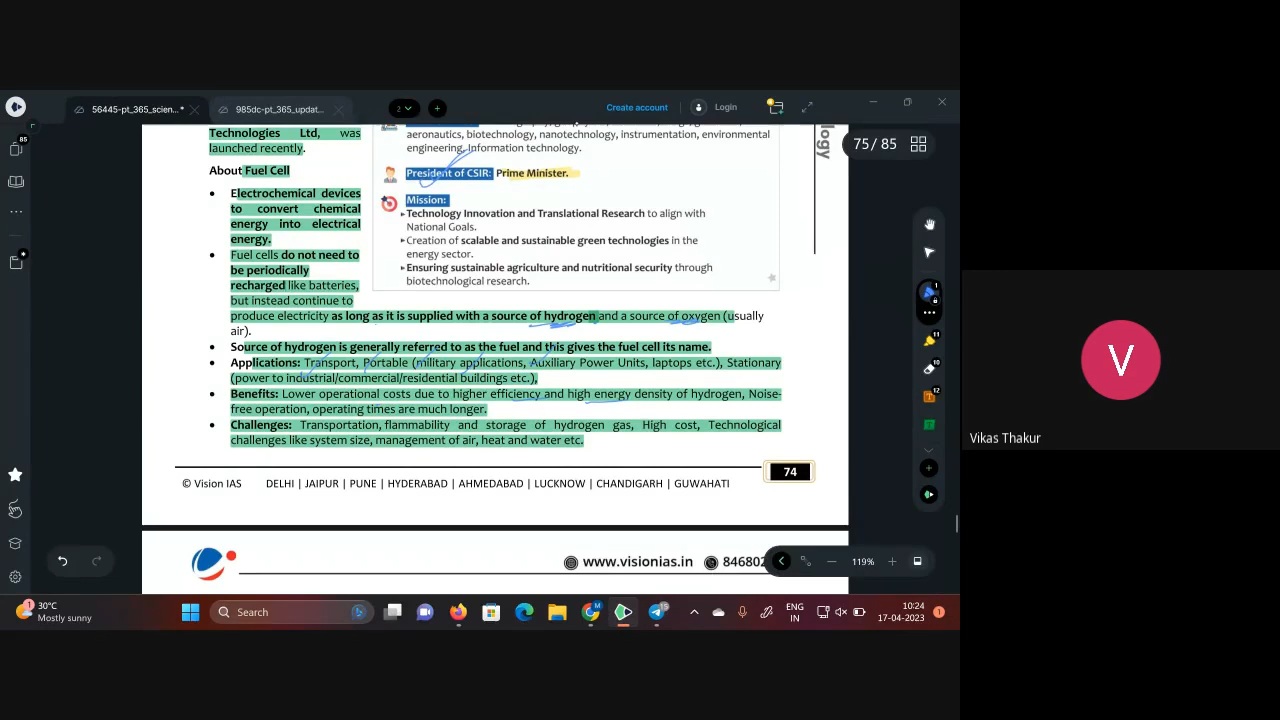 56445-pt_365_scien...*
985dc-pt_365_updat...
2
Create account
Login
85
75/ 85
ology
Technologies Ltd, was
launched recently.
About Fuel Cell
• Electrochemical devices
to convert chemical
energy into electrical
energy.
• Fuel cells do not need to
be periodically
recharged like batteries,
but instead continue to
produce electricity as long as it is supplied with a source of hydrogen and a source of oxygen (usually
air).
• Source of hydrogen is generally referred to as the fuel and this gives the fuel cell its name.
• Applications: Transport, Portable (military applications, Auxiliary Power Units, laptops etc.), Stationary
(power to industrial/commercial/residential buildings etc.),
• Benefits: Lower operational costs due to higher efficiency and high energy density of hydrogen, Noise-
free operation, operating times are much longer.
• Challenges: Transportation, flammability and storage of hydrogen gas, High cost, Technological
challenges like system size, management of air, heat and water etc.
aeronautics, biotechnology, nanotechnology, instrumentation, environmental
engineering, Information technology.
President of CSIR: Prime Minister.
Mission:
▸Technology Innovation and Translational Research to align with
National Goals.
▸Creation of scalable and sustainable green technologies in the
energy sector.
▸Ensuring sustainable agriculture and nutritional security through
biotechnological research.
74
© Vision IAS DELHI | JAIPUR | PUNE | HYDERABAD | AHMEDABAD | LUCKNOW | CHANDIGARH | GUWAHATI
www.visionias.in
846802
119%
1
11
10
12
V
Vikas Thakur
1
30°C
Mostly sunny
Search
M
15
ENG
IN
10:24
17-04-2023
1